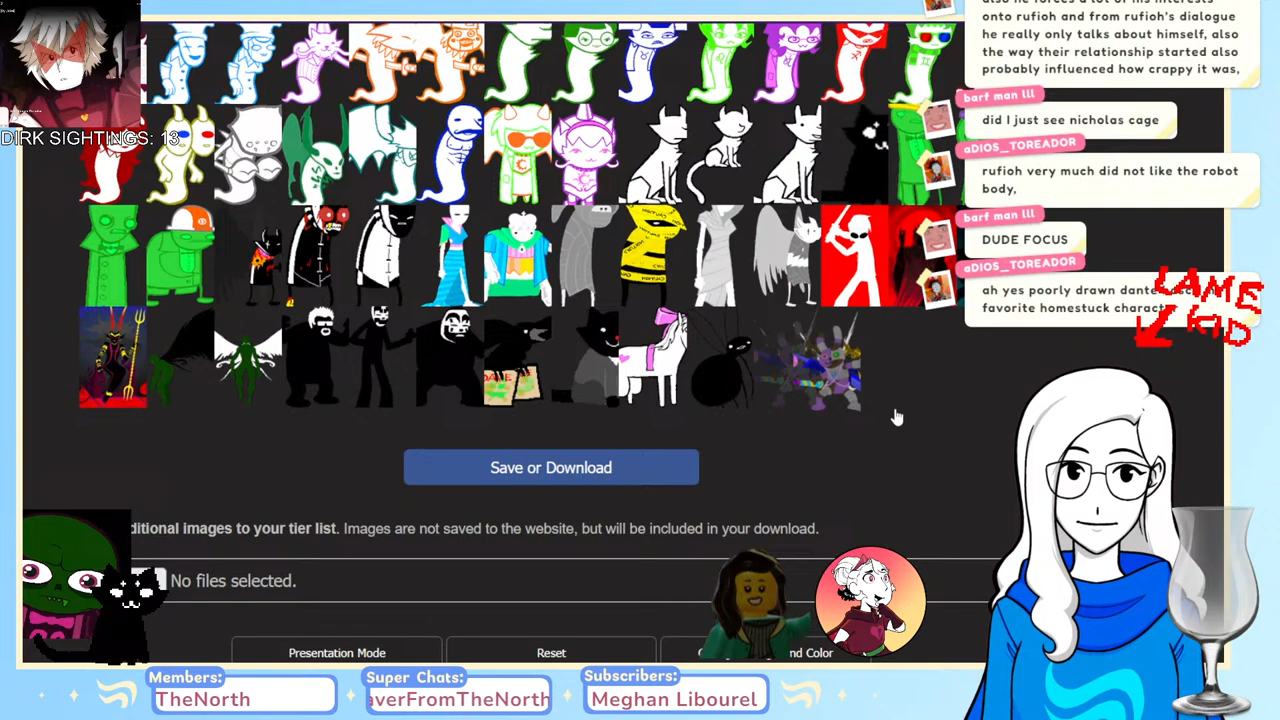 also he forces a lot of his interests
onto rufioh and from rufioh's dialogue
he really only talks about himself, also
the way their relationship started also
probably influenced how crappy it was,
barf man lll
did I just see nicholas cage
aDIOS_TOREADOR
rufioh very much did not like the robot
body,
barf man lll
DUDE FOCUS
aDIOS_TOREADOR
ah yes poorly drawn dante
favorite homestuck charact
LAME
KID
DIRK SIGHTINGS: 13
Save or Download
ditional images to your tier list. Images are not saved to the website, but will be included in your download.
No files selected.
Presentation Mode
Reset
nd Color
Members:
TheNorth
Super Chats:
averFromTheNorth
Subscribers:
Meghan Libourel